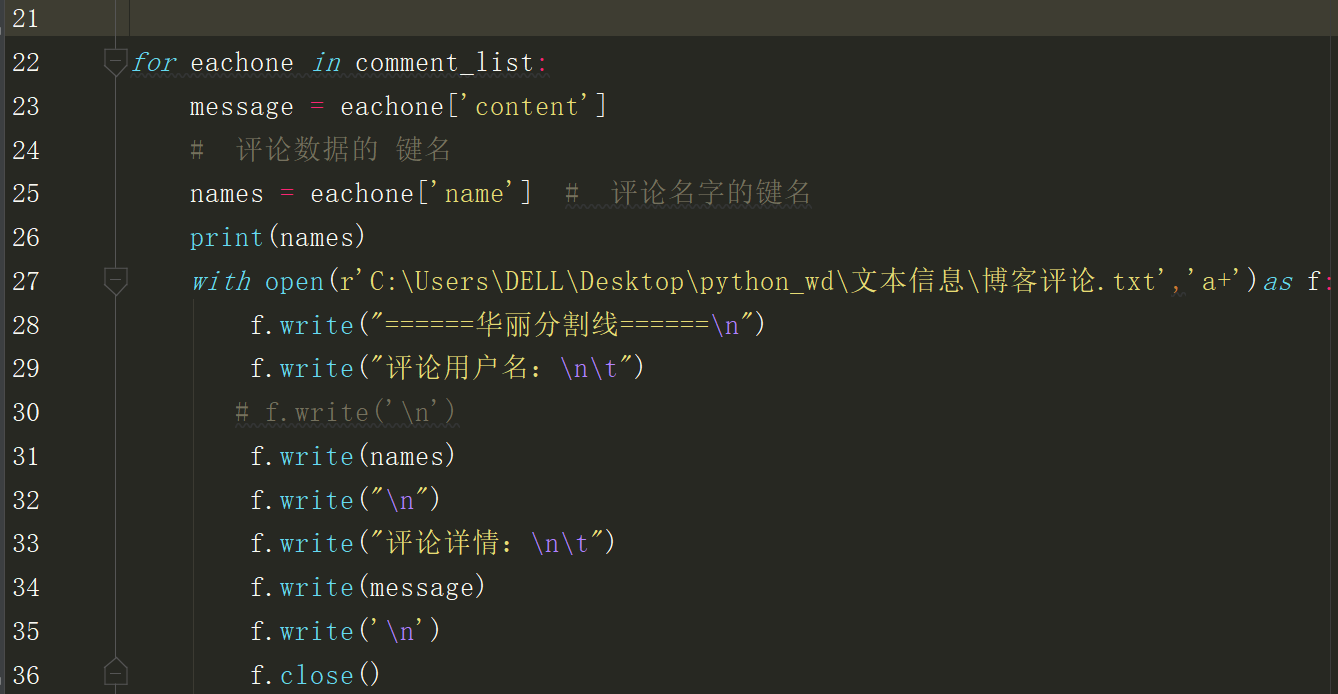 21
22 for eachone in comment_list:
23 message = eachone['content']
24 #  评论数据的 键名
25 names = eachone['name']  #  评论名字的键名
26 print(names)
27 with open(r'C:\Users\DELL\Desktop\python_wd\文本信息\博客评论.txt','a+')as f:
28 f.write("======华丽分割线======\n")
29 f.write("评论用户名：\n\t")
30 # f.write('\n')
31 f.write(names)
32 f.write("\n")
33 f.write("评论详情：\n\t")
34 f.write(message)
35 f.write('\n')
36 f.close()